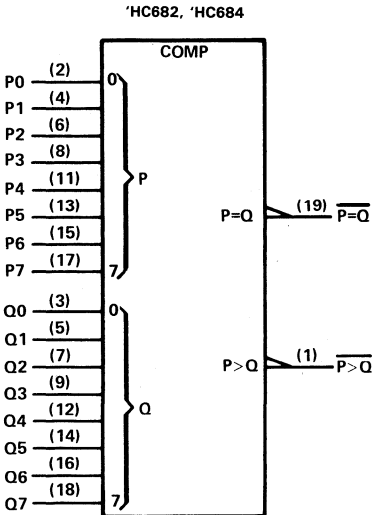 'HC682, 'HC684
COMP
P0 (2) 0
P1 (4)
P2 (6)
P3 (8)
P
P4 (11)
P5 (13)
P=Q (19) P=Q
P6 (15)
P7 (17) 7
Q0 (3) 0
Q1 (5)
Q2 (7)
P>Q (1) P>Q
Q3 (9)
Q
Q4 (12)
Q5 (14)
Q6 (16)
Q7 (18) 7